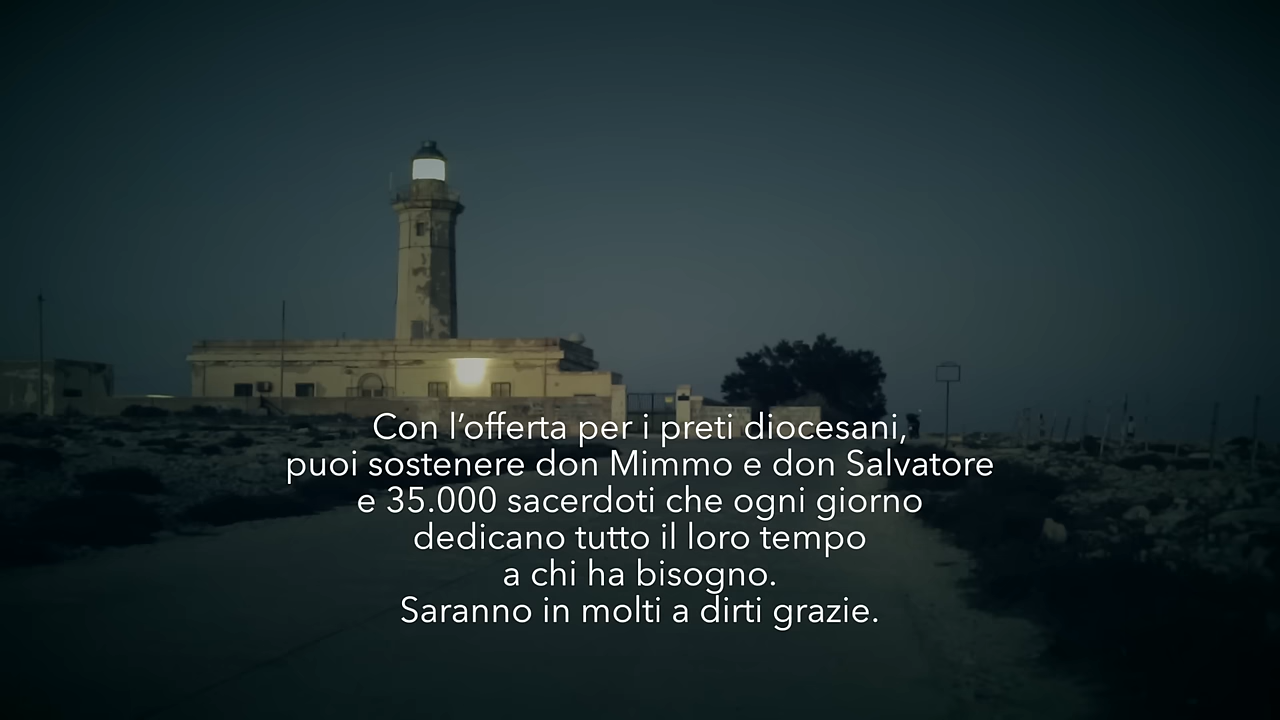 Con l’offerta per i preti diocesani,
puoi sostenere don Mimmo e don Salvatore
e 35.000 sacerdoti che ogni giorno
dedicano tutto il loro tempo
a chi ha bisogno.
Saranno in molti a dirti grazie.